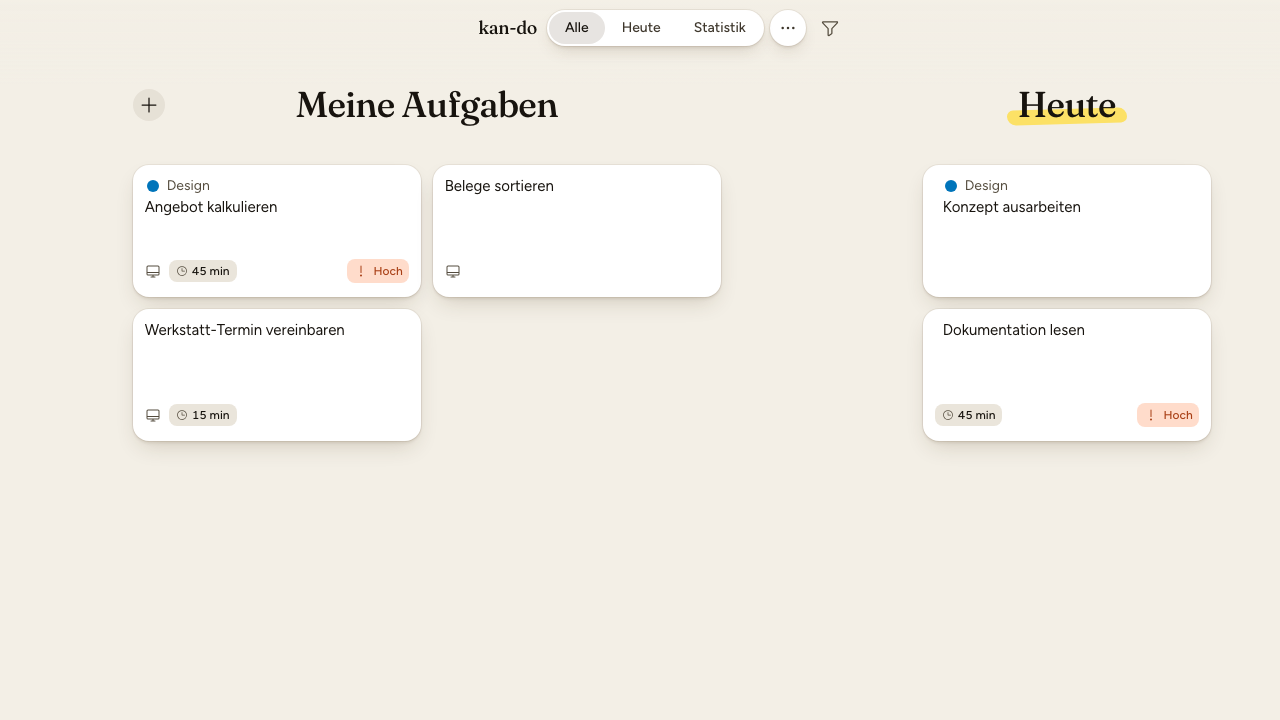 kan-do
Alle
Heute
Statistik
Meine Aufgaben
Heute
Design
Angebot kalkulieren
45 min
Hoch
Belege sortieren
Werkstatt-Termin vereinbaren
15 min
Design
Konzept ausarbeiten
Dokumentation lesen
45 min
Hoch